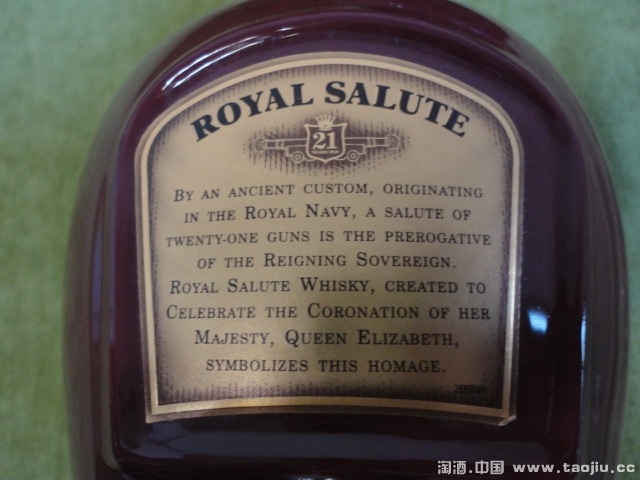 ROYAL SALUTE
21
YEARS OLD
BY AN ANCIENT CUSTOM, ORIGINATING
IN THE ROYAL NAVY, A SALUTE OF
TWENTY-ONE GUNS IS THE PREROGATIVE
OF THE REIGNING SOVEREIGN.
ROYAL SALUTE WHISKY, CREATED TO
CELEBRATE THE CORONATION OF HER
MAJESTY, QUEEN ELIZABETH,
SYMBOLIZES THIS HOMAGE.
淘酒.中国 www.taojiu.cc